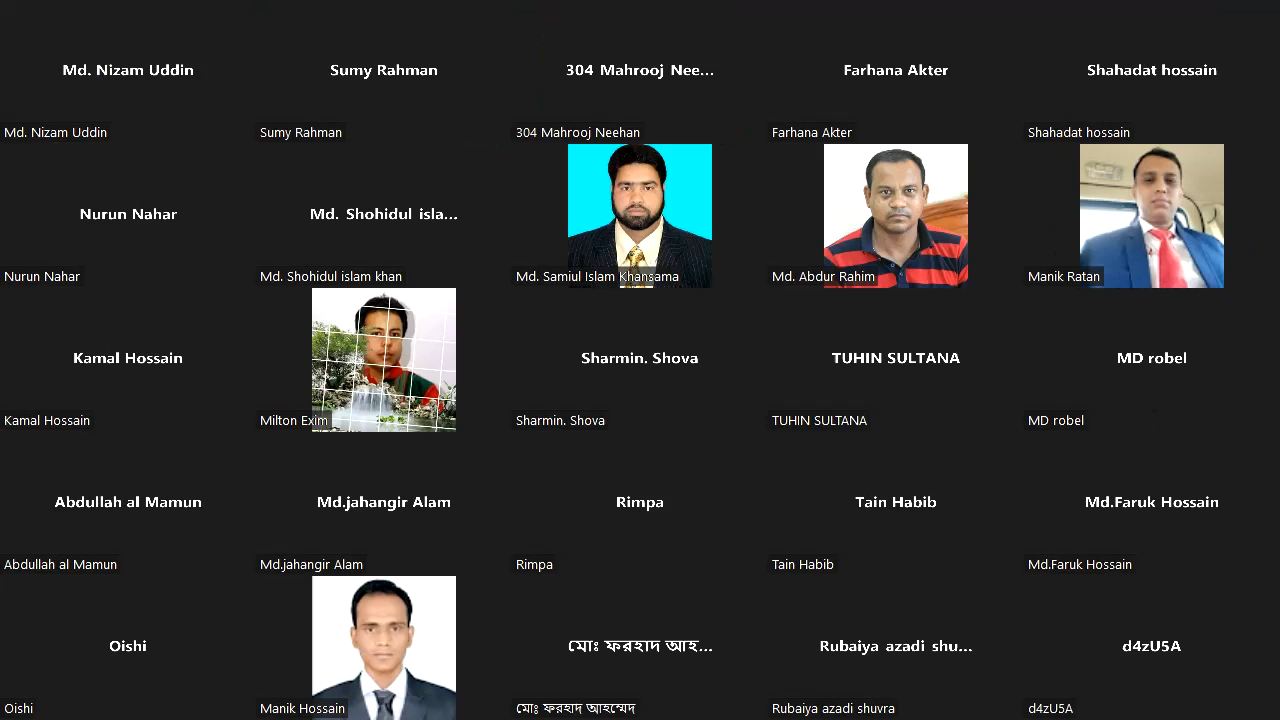 Md. Nizam Uddin
Sumy Rahman
304 Mahrooj Nee...
Farhana Akter
Shahadat hossain
Md. Nizam Uddin
Sumy Rahman
304 Mahrooj Neehan
Farhana Akter
Shahadat hossain
Nurun Nahar
Md. Shohidul isla...
Nurun Nahar
Md. Shohidul islam khan
Md. Samiul Islam Khansama
Md. Abdur Rahim
Manik Ratan
Kamal Hossain
Sharmin. Shova
TUHIN SULTANA
MD robel
Kamal Hossain
Milton Exim
Sharmin. Shova
TUHIN SULTANA
MD robel
Abdullah al Mamun
Md.jahangir Alam
Rimpa
Tain Habib
Md.Faruk Hossain
Abdullah al Mamun
Md.jahangir Alam
Rimpa
Tain Habib
Md.Faruk Hossain
Oishi
মোঃ ফরহাদ আহ...
Rubaiya azadi shu...
d4zU5A
Oishi
Manik Hossain
মোঃ ফরহাদ আহম্মেদ
Rubaiya azadi shuvra
d4zU5A